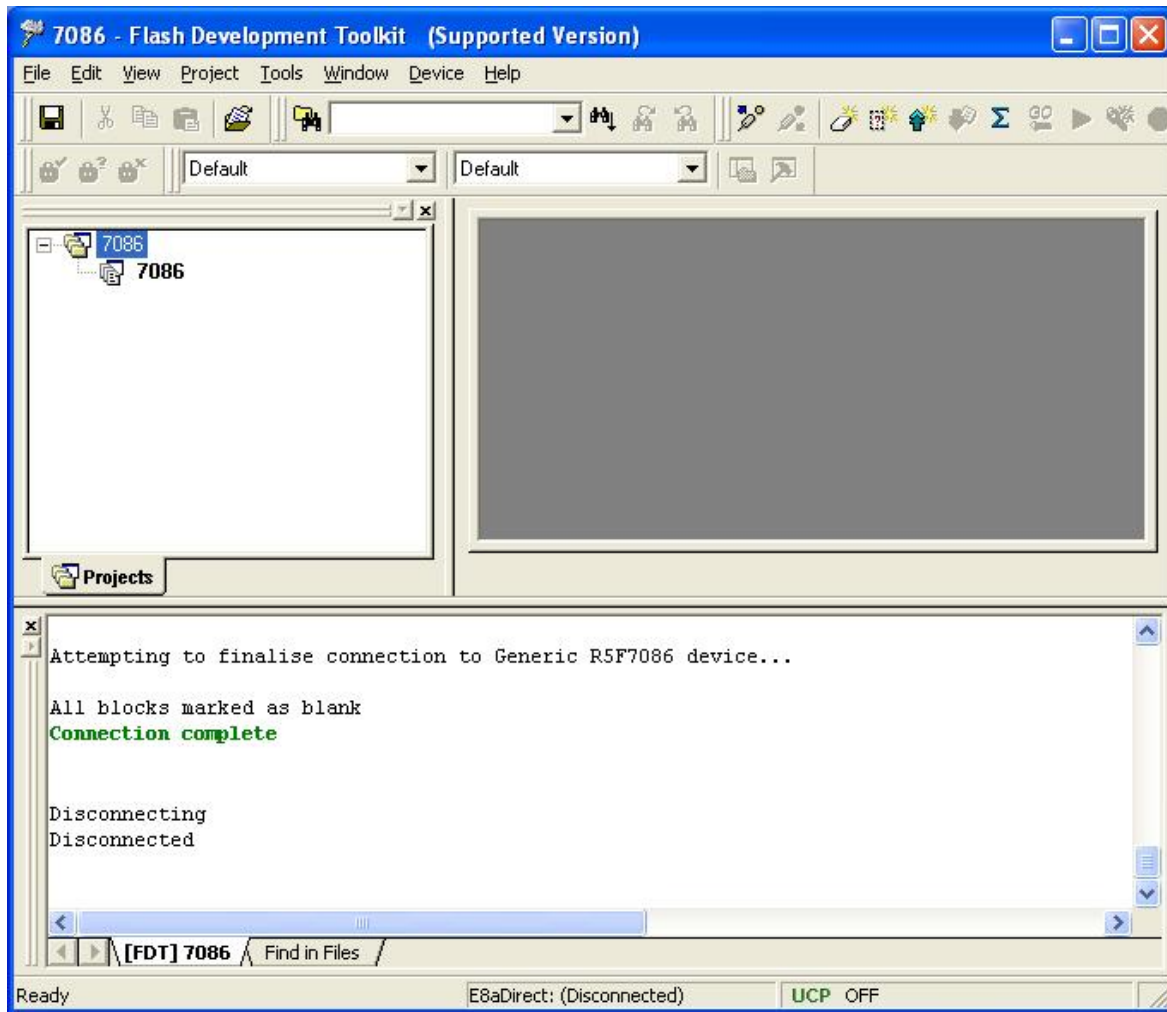 7086 - Flash Development Toolkit (Supported Version)
File Edit View Project Tools Window Device Help
GO
Default Default
7086
7086
Projects
Attempting to finalise connection to Generic R5F7086 device...
All blocks marked as blank
Connection complete
Disconnecting
Disconnected
[FDT] 7086 Find in Files
Ready E8aDirect: (Disconnected) UCP OFF